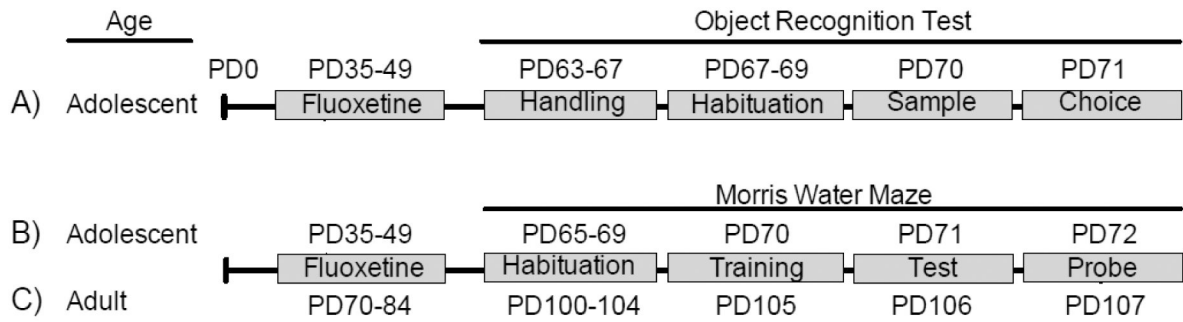 Age Object Recognition Test
PD0 PD35-49 PD63-67 PD67-69 PD70 PD71
A) Adolescent Fluoxetine Handling Habituation Sample Choice
Morris Water Maze
B) Adolescent PD35-49 PD65-69 PD70 PD71 PD72
Fluoxetine Habituation Training Test Probe
C) Adult PD70-84 PD100-104 PD105 PD106 PD107